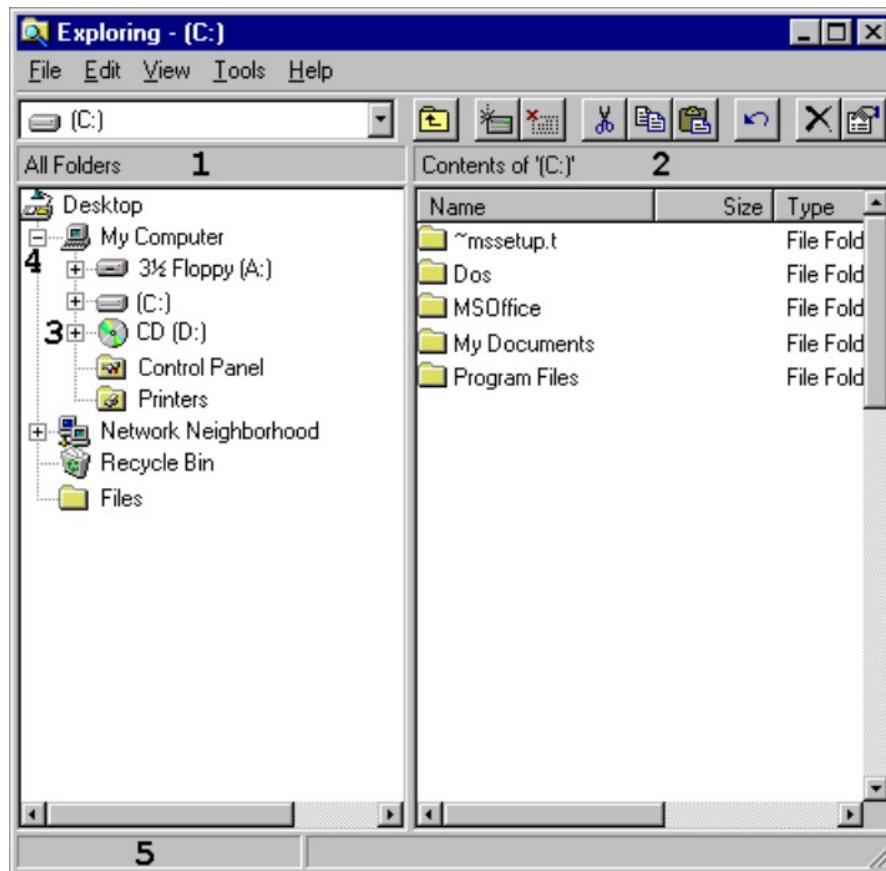 Exploring - (C:)
File Edit View Tools Help
(C:)
All Folders 1
Contents of '(C:)' 2
Desktop
My Computer
4
3½ Floppy (A:)
(C:)
3 CD (D:)
Control Panel
Printers
Network Neighborhood
Recycle Bin
Files
Name Size Type
~mssetup.t File Fold
Dos File Fold
MSOffice File Fold
My Documents File Fold
Program Files File Fold
5